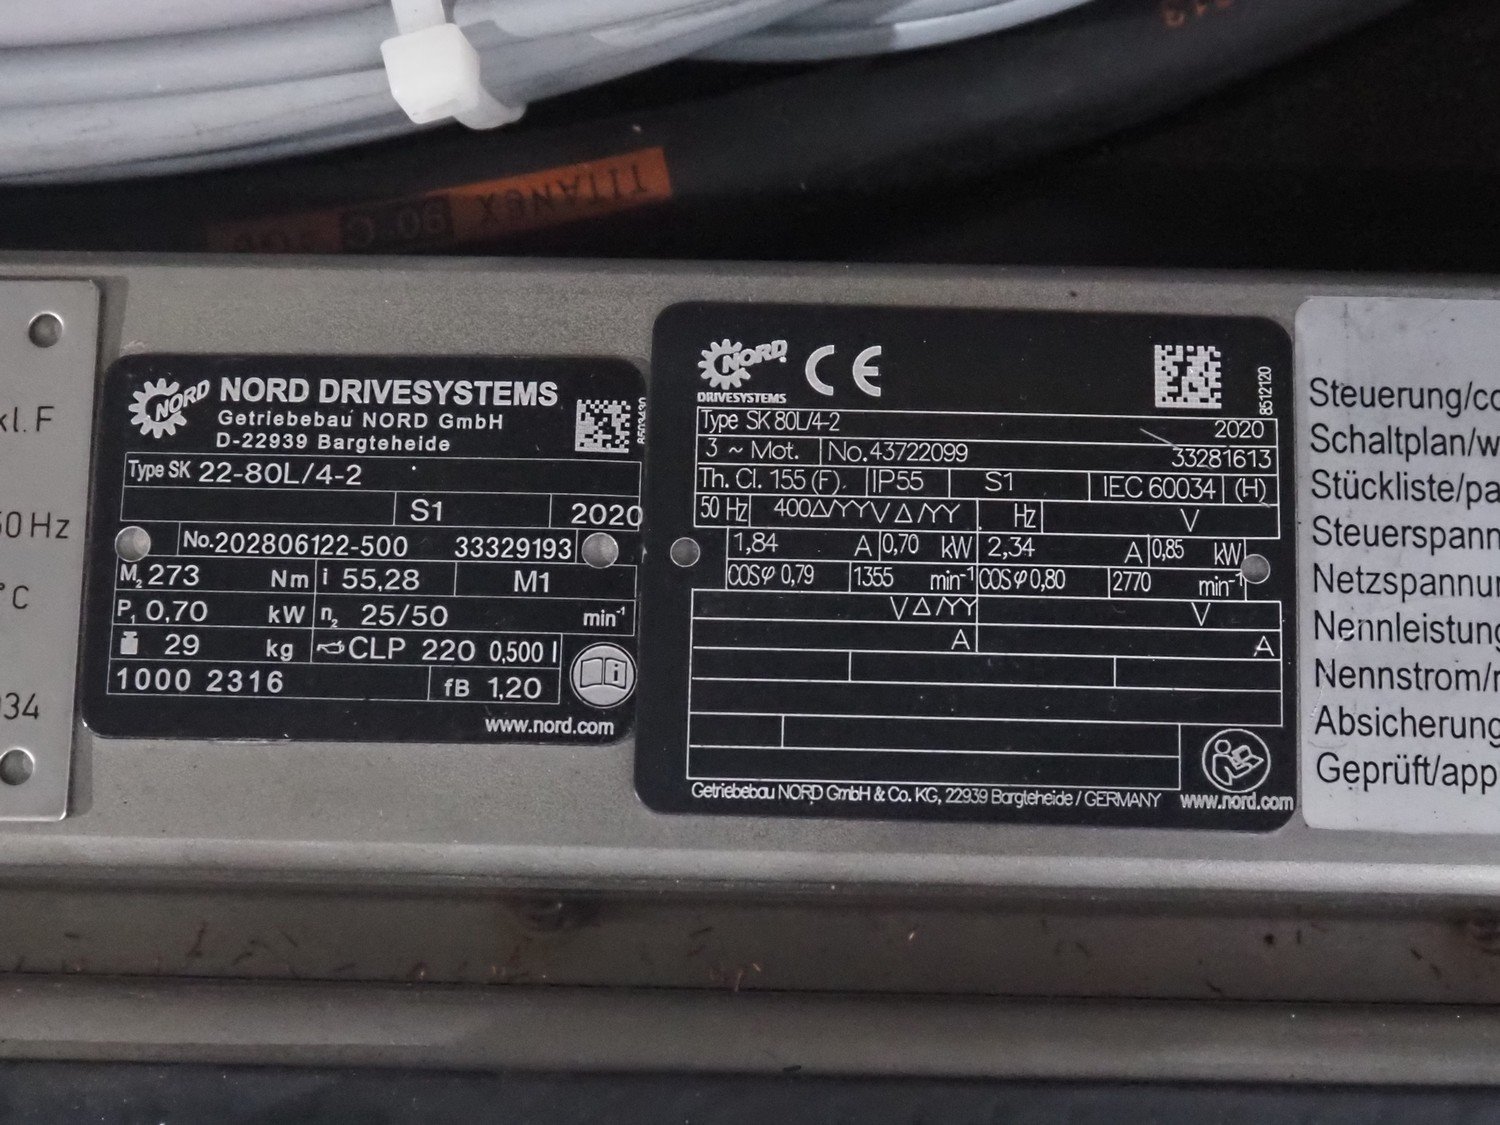 TITANEX
90°C
kl. F
50 Hz
°C
034
NORD
NORD DRIVESYSTEMS
Getriebebau NORD GmbH
D-22939 Bargteheide
Type SK 22-80L/4-2
S1 2020
No. 202806122-500 33329193
M2 273 Nm i 55,28 M1
P1 0,70 kW n2 25/50 min-1
29 kg CLP 220 0,500 l
1000 2316 fB 1,20
www.nord.com
NORD
DRIVESYSTEMS
CE
8512120
Type SK 80L/4-2 2020
3 ~ Mot. No. 43722099 33281613
Th. Cl. 155 (F) IP55 S1 IEC 60034 (H)
50 Hz 400Δ/YY V Δ/YY Hz V
1,84 A 0,70 kW 2,34 A 0,85 kW
COSφ 0,79 1355 min-1 COSφ 0,80 2770 min-1
V Δ/YY V
A A
Getriebebau NORD GmbH & Co. KG, 22939 Bargteheide / GERMANY www.nord.com
Steuerung/co
Schaltplan/w
Stückliste/pa
Steuerspann
Netzspannu
Nennleistung
Nennstrom/r
Absicherung
Geprüft/app